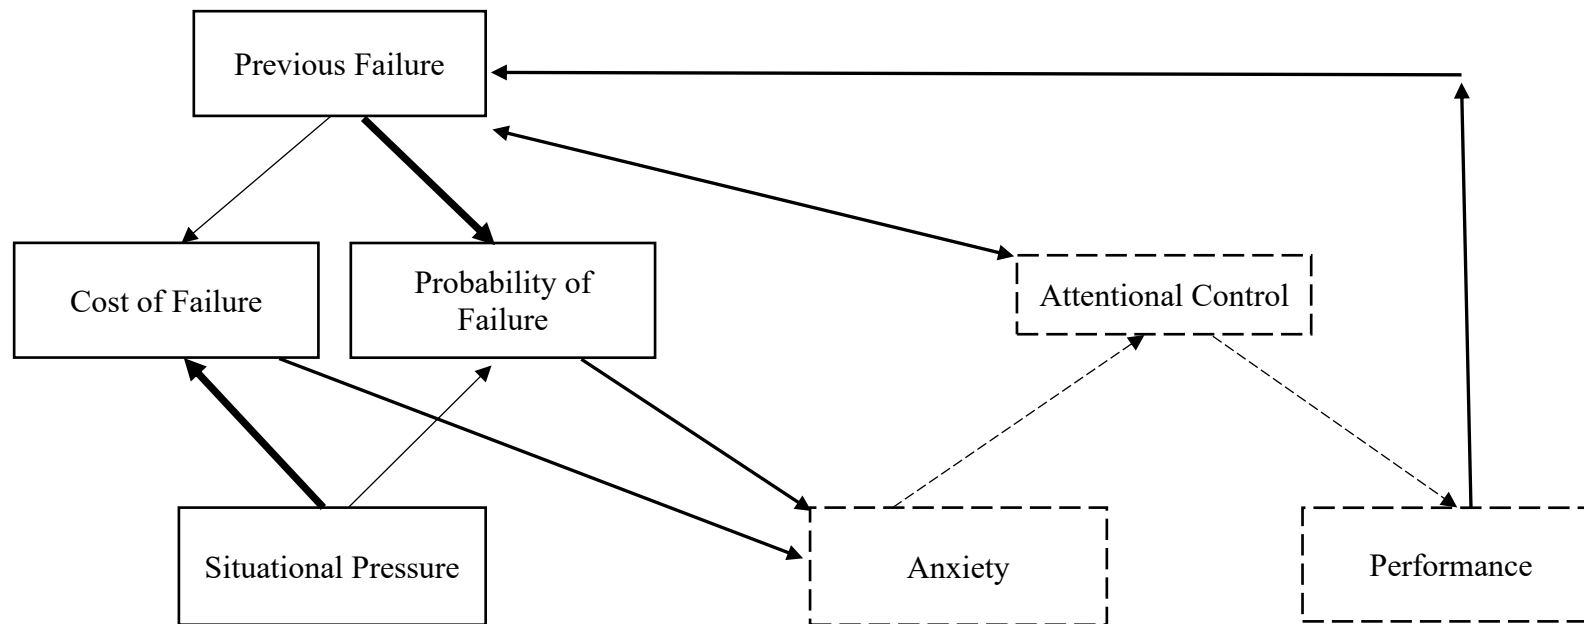 Previous Failure
Cost of Failure
Probability of
Failure
Attentional Control
Situational Pressure
Anxiety
Performance